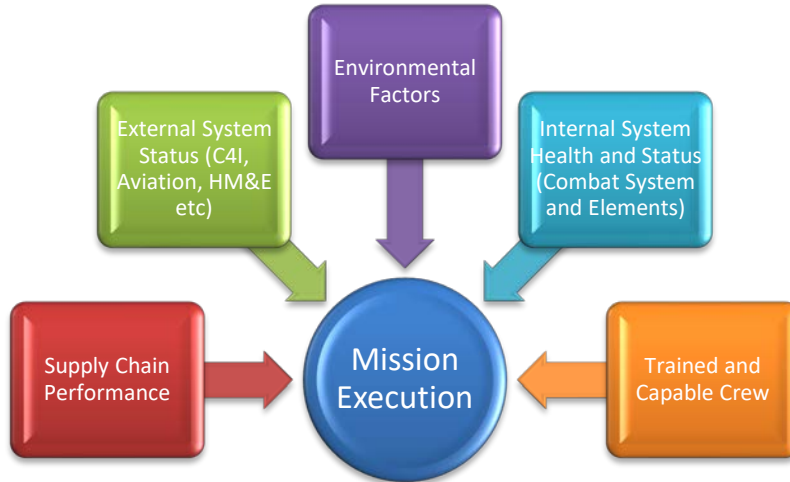 Environmental
Factors
External System
Status (C4I,
Aviation, HM&E
etc)
Internal System
Health and Status
(Combat System
and Elements)
Supply Chain
Performance
Mission
Execution
Trained and
Capable Crew